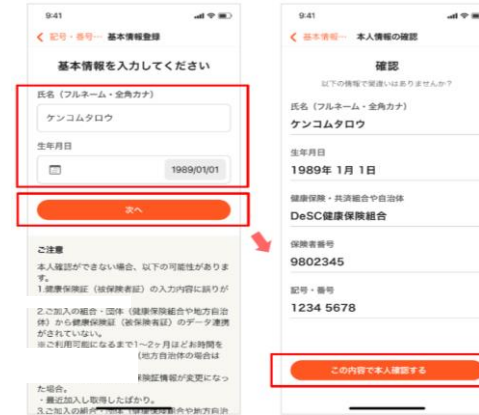 9:41
記号・番号… 基本情報登録
基本情報を入力してください
氏名（フルネーム・全角カナ）
ケンコムタロウ
生年月日
1989/01/01
次へ
ご注意
本人確認ができない場合、以下の可能性がありま
す。
1.健康保険証（被保険者証）の入力内容に誤りが
2.ご加入の組合・団体（健康保険組合や地方自治
体）から健康保険証（被保険者証）のデータ連携
がされていない。
※ご利用可能になるまで1〜2ヶ月ほどお時間を
（地方自治体の場合は
険証情報が変更になっ
た場合。
・最近加入し取得したばかり。
3.ご加入の組合・団体（健康保険組合や地方自治
9:41
基本情報… 本人情報の確認
確認
以下の情報で間違いはありませんか？
氏名（フルネーム・全角カナ）
ケンコムタロウ
生年月日
1989年 1月 1日
健康保険・共済組合や自治体
DeSC健康保険組合
保険者番号
9802345
記号・番号
1234 5678
この内容で本人確認する